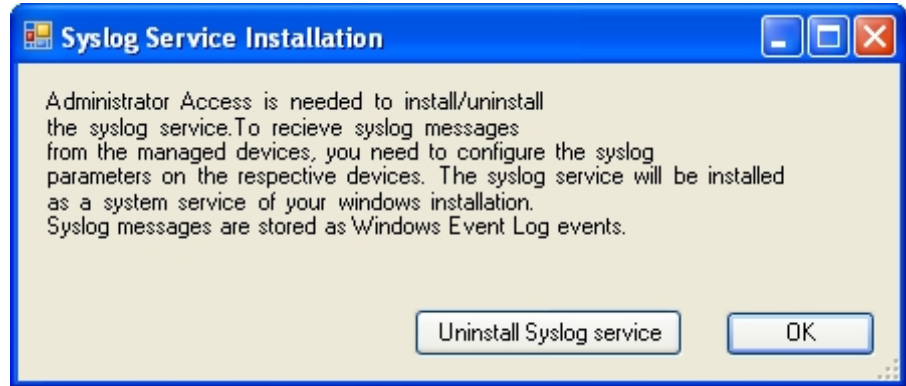 Syslog Service Installation
Administrator Access is needed to install/uninstall
the syslog service.To recieve syslog messages
from the managed devices, you need to configure the syslog
parameters on the respective devices. The syslog service will be installed
as a system service of your windows installation.
Syslog messages are stored as Windows Event Log events.
Uninstall Syslog service
OK